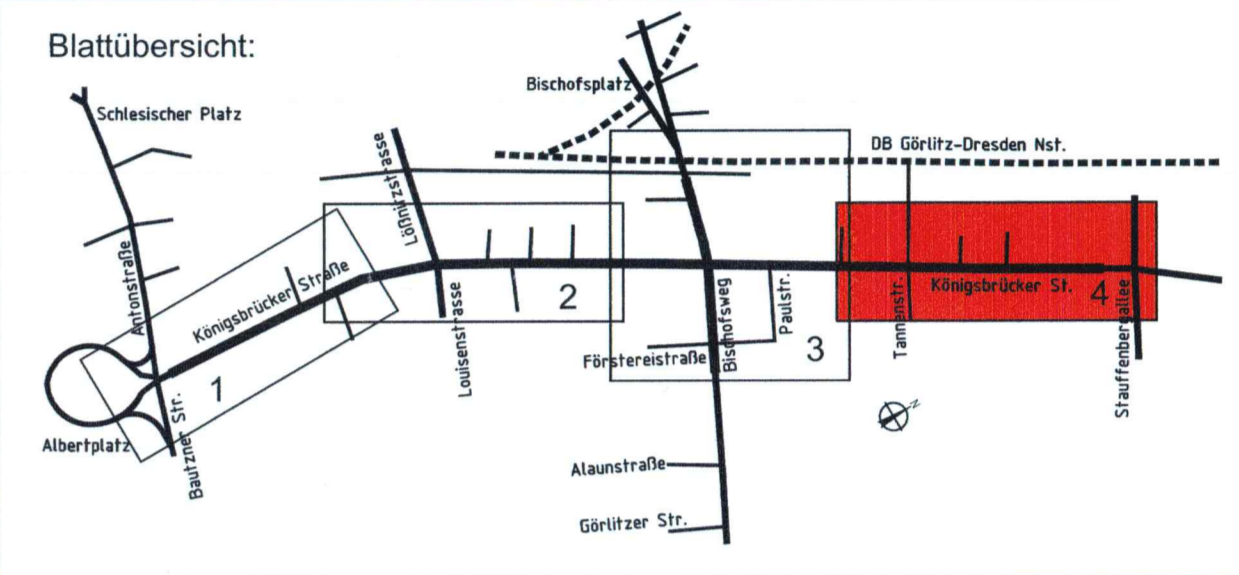 Blattübersicht:
Schlesischer Platz
Bischofsplatz
DB Görlitz-Dresden Nst.
Lößnitzstrasse
Antonstraße
Königsbrücker Straße
Königsbrücker St.
4
2
1
3
Louisenstrasse
Förstereistraße
Bischofsweg
Paulstr.
Tannenstr.
Stauffenbergallee
Albertplatz
Bautzner Str.
N
Alaunstraße
Görlitzer Str.